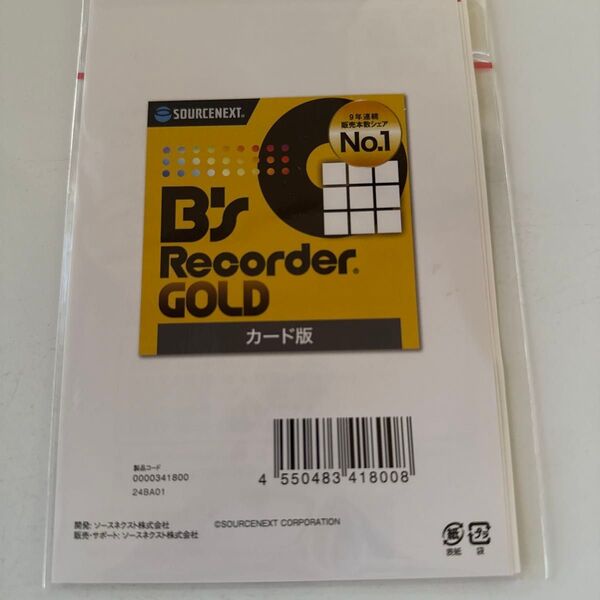 SOURCENEXT®
9年連続
販売本数シェア
No.1
B's
Recorder®
GOLD
カード版
製品コード
0000341800
24BA01
4 550483 418008
開発: ソースネクスト株式会社
販売・サポート: ソースネクスト株式会社
©SOURCENEXT CORPORATION
紙
表紙
プラ
袋